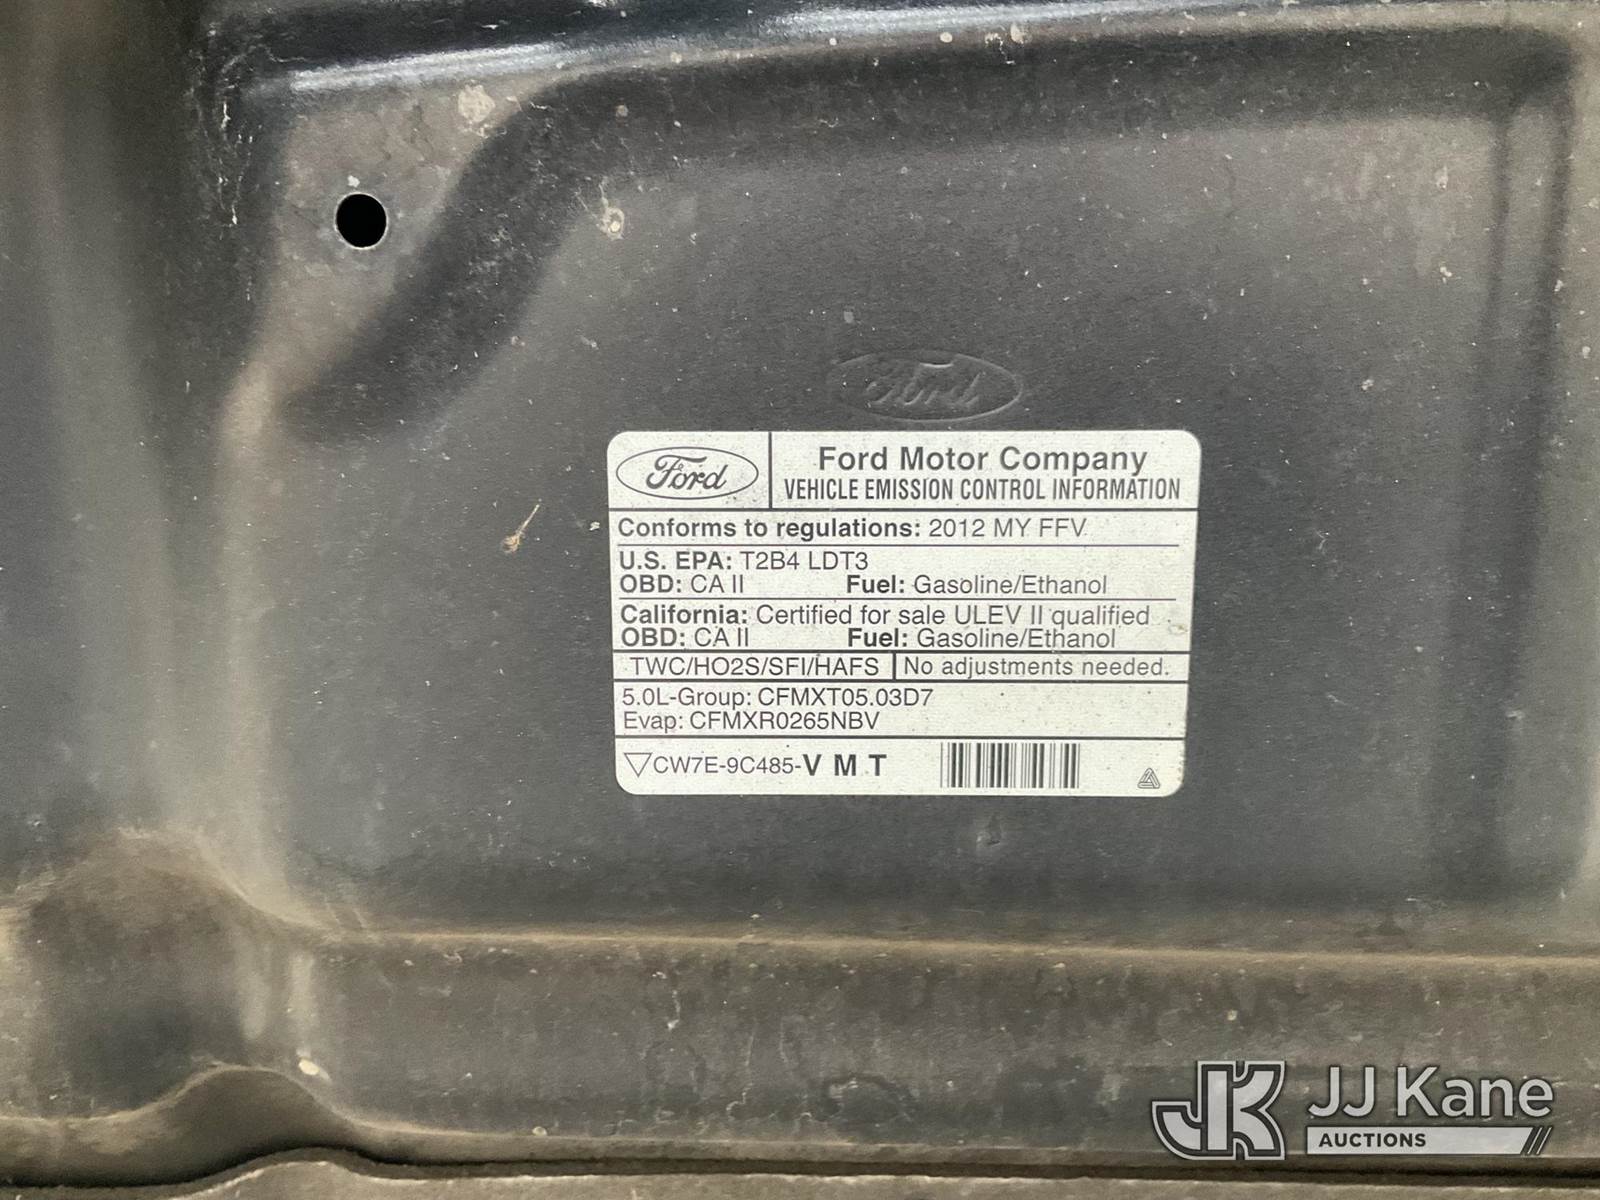 Ford
Ford
Ford Motor Company
VEHICLE EMISSION CONTROL INFORMATION
Conforms to regulations: 2012 MY FFV
U.S. EPA: T2B4 LDT3
OBD: CA II Fuel: Gasoline/Ethanol
California: Certified for sale ULEV II qualified
OBD: CA II Fuel: Gasoline/Ethanol
TWC/HO2S/SFI/HAFS No adjustments needed.
5.0L-Group: CFMXT05.03D7
Evap: CFMXR0265NBV
CW7E-9C485-V M T
JK JJ Kane
AUCTIONS